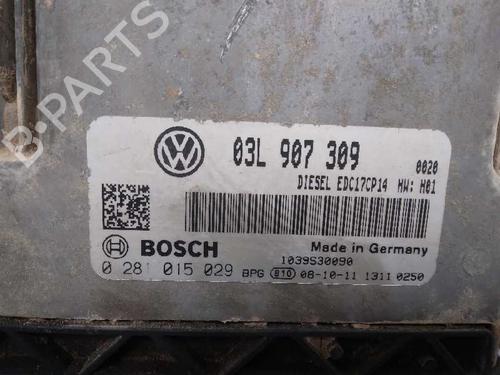 03L 907 309
0020
DIESEL EDC17CP14 HW: H01
BOSCH
Made in Germany
1039S30090
0 281 015 029 BPG B10 08-10-11 1311 0250
B-PARTS